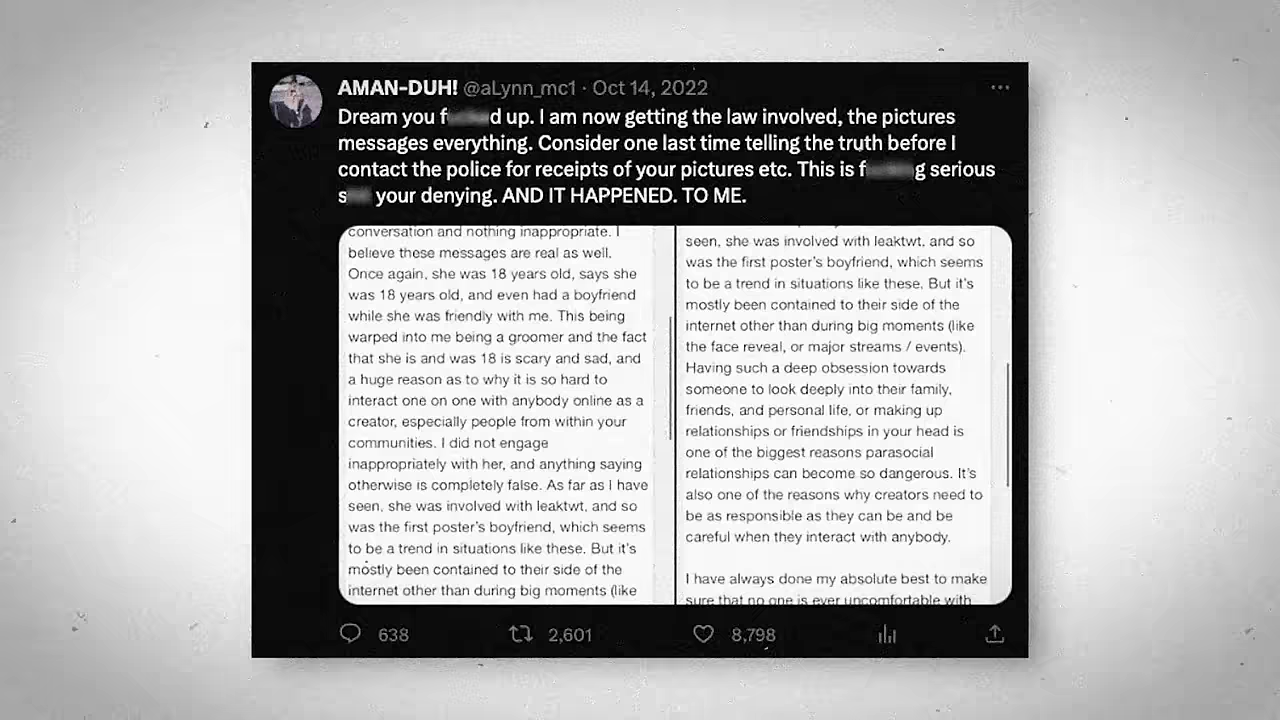 AMAN-DUH! @aLynn_mc1 · Oct 14, 2022
Dream you f d up. I am now getting the law involved, the pictures
messages everything. Consider one last time telling the truth before I
contact the police for receipts of your pictures etc. This is f g serious
s your denying. AND IT HAPPENED. TO ME.
conversation and nothing inappropriate. I
believe these messages are real as well.
Once again, she was 18 years old, says she
was 18 years old, and even had a boyfriend
while she was friendly with me. This being
warped into me being a groomer and the fact
that she is and was 18 is scary and sad, and
a huge reason as to why it is so hard to
interact one on one with anybody online as a
creator, especially people from within your
communities. I did not engage
inappropriately with her, and anything saying
otherwise is completely false. As far as I have
seen, she was involved with leaktwt, and so
was the first poster's boyfriend, which seems
to be a trend in situations like these. But it's
mostly been contained to their side of the
internet other than during big moments (like
seen, she was involved with leaktwt, and so
was the first poster's boyfriend, which seems
to be a trend in situations like these. But it's
mostly been contained to their side of the
internet other than during big moments (like
the face reveal, or major streams / events).
Having such a deep obsession towards
someone to look deeply into their family,
friends, and personal life, or making up
relationships or friendships in your head is
one of the biggest reasons parasocial
relationships can become so dangerous. It's
also one of the reasons why creators need to
be as responsible as they can be and be
careful when they interact with anybody.
I have always done my absolute best to make
sure that no one is ever uncomfortable with
638 2,601 8,798